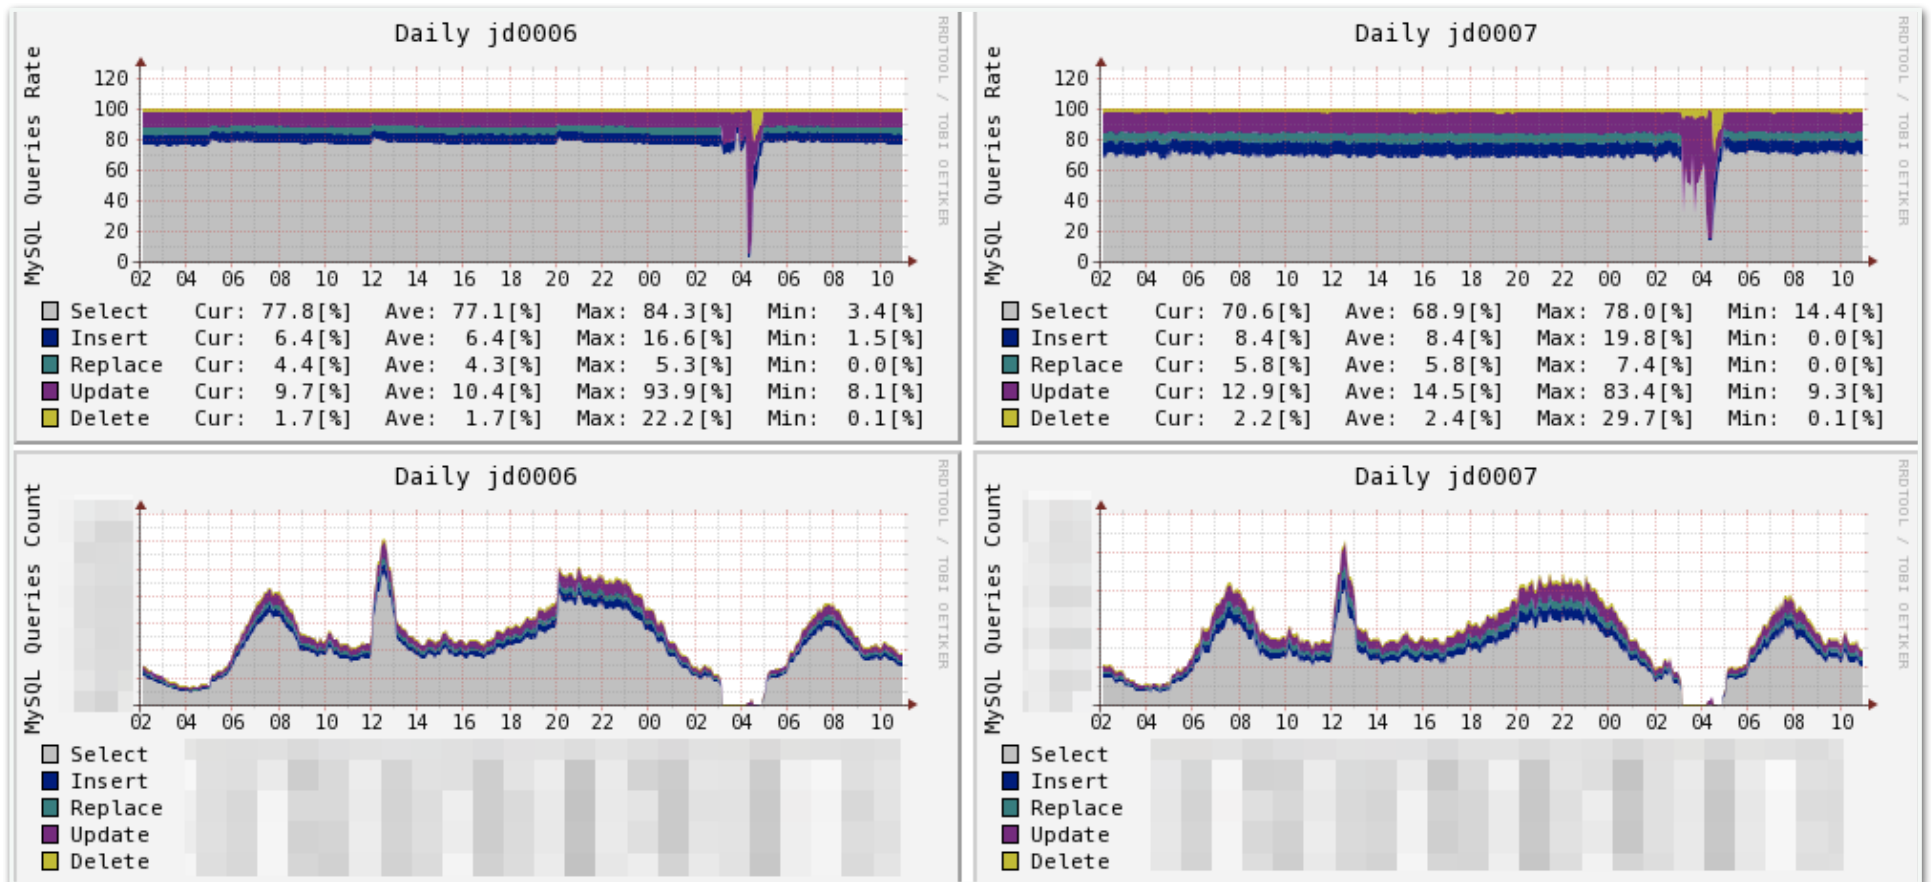 Daily jd0006
RRDTOOL / TOBI OETIKER
MySQL Queries Rate
120
100
80
60
40
20
0
02 04 06 08 10 12 14 16 18 20 22 00 02 04 06 08 10
Select Cur: 77.8[%] Ave: 77.1[%] Max: 84.3[%] Min: 3.4[%]
Insert Cur: 6.4[%] Ave: 6.4[%] Max: 16.6[%] Min: 1.5[%]
Replace Cur: 4.4[%] Ave: 4.3[%] Max: 5.3[%] Min: 0.0[%]
Update Cur: 9.7[%] Ave: 10.4[%] Max: 93.9[%] Min: 8.1[%]
Delete Cur: 1.7[%] Ave: 1.7[%] Max: 22.2[%] Min: 0.1[%]
Daily jd0007
RRDTOOL / TOBI OETIKER
MySQL Queries Rate
120
100
80
60
40
20
0
02 04 06 08 10 12 14 16 18 20 22 00 02 04 06 08 10
Select Cur: 70.6[%] Ave: 68.9[%] Max: 78.0[%] Min: 14.4[%]
Insert Cur: 8.4[%] Ave: 8.4[%] Max: 19.8[%] Min: 0.0[%]
Replace Cur: 5.8[%] Ave: 5.8[%] Max: 7.4[%] Min: 0.0[%]
Update Cur: 12.9[%] Ave: 14.5[%] Max: 83.4[%] Min: 9.3[%]
Delete Cur: 2.2[%] Ave: 2.4[%] Max: 29.7[%] Min: 0.1[%]
Daily jd0006
RRDTOOL / TOBI OETIKER
MySQL Queries Count
02 04 06 08 10 12 14 16 18 20 22 00 02 04 06 08 10
Select
Insert
Replace
Update
Delete
Daily jd0007
RRDTOOL / TOBI OETIKER
MySQL Queries Count
02 04 06 08 10 12 14 16 18 20 22 00 02 04 06 08 10
Select
Insert
Replace
Update
Delete